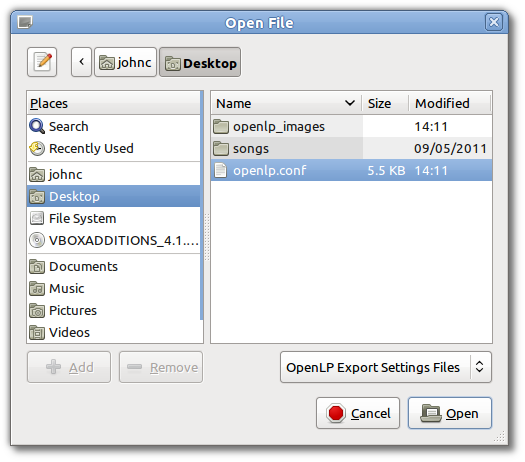 Open File
johnc
Desktop
Places
Search
Recently Used
johnc
Desktop
File System
VBOXADDITIONS_4.1....
Documents
Music
Pictures
Videos
Name Size Modified
openlp_images 14:11
songs 09/05/2011
openlp.conf 5.5 KB 14:11
Add
Remove
OpenLP Export Settings Files
Cancel
Open